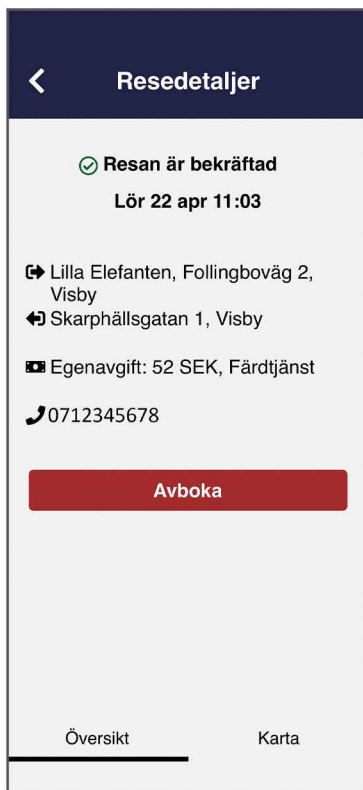 Resedetaljer
Resan är bekräftad
Lör 22 apr 11:03
Lilla Elefanten, Follingboväg 2,
Visby
Skarphällsgatan 1, Visby
Egenavgift: 52 SEK, Färdtjänst
0712345678
Avboka
Översikt Karta